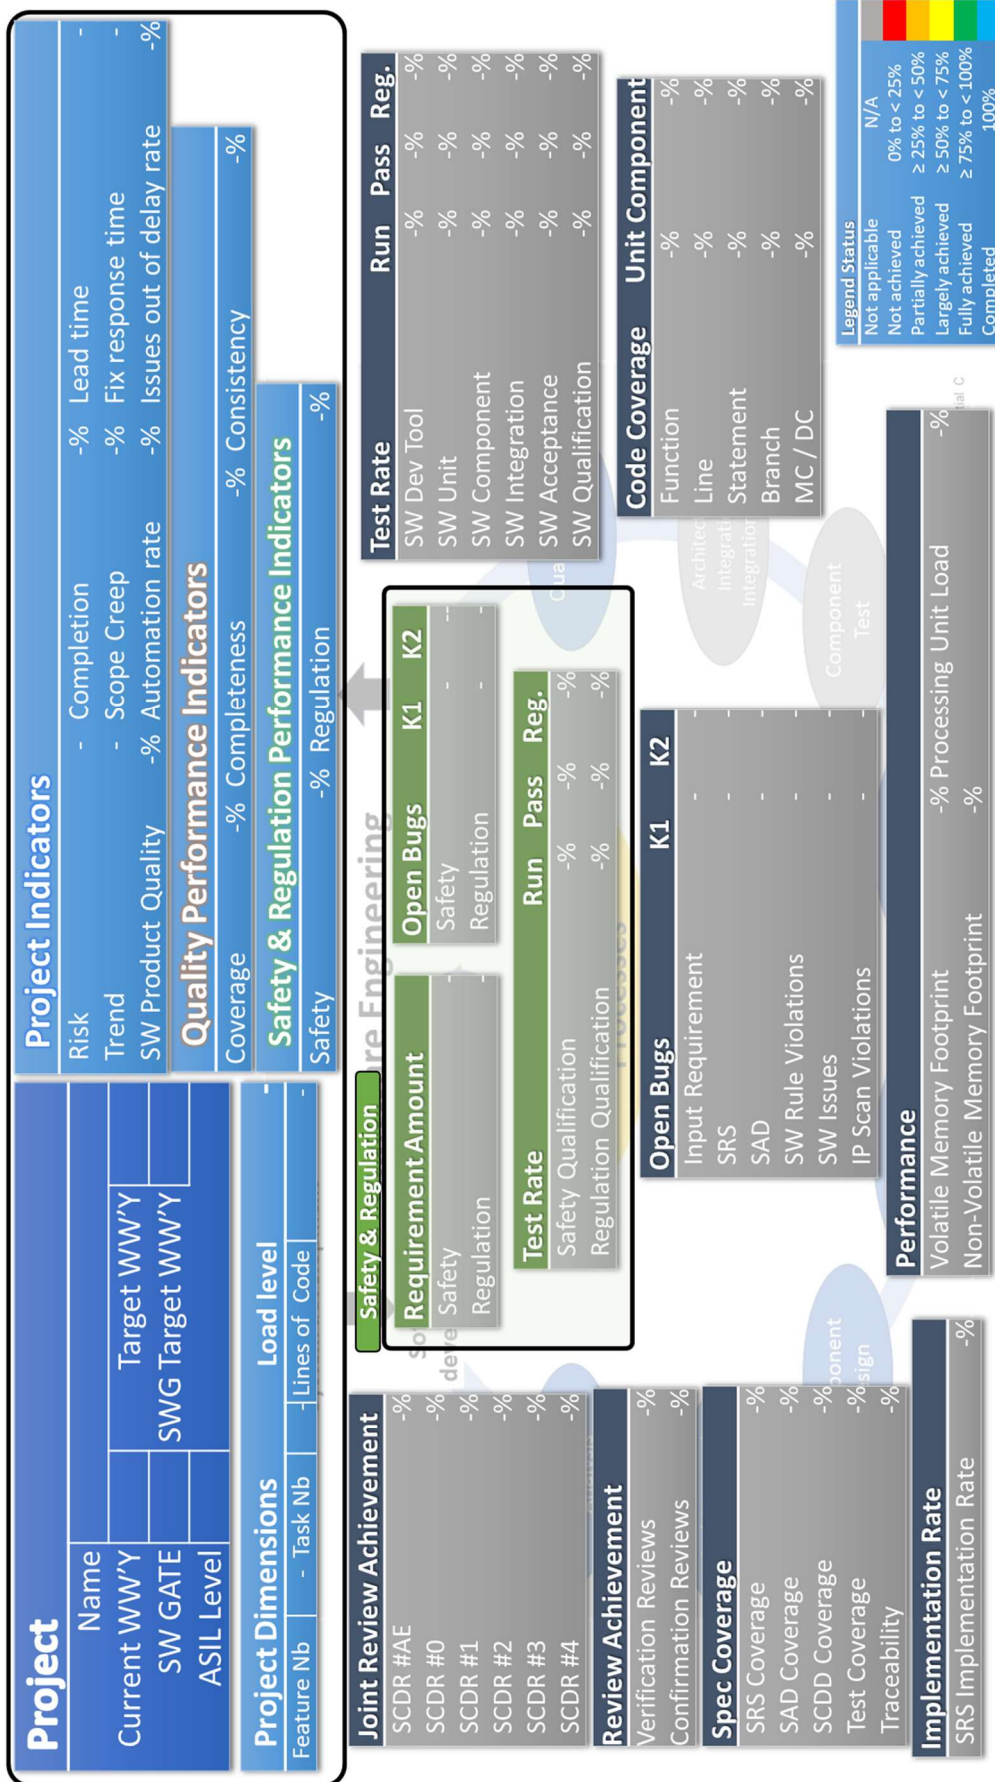 Project
Name
Current WW'Y Target WW'Y
SW GATE SWG Target WW'Y
ASIL Level
Project Dimensions Load level -
Feature Nb - Task Nb - Lines of Code -
Project Indicators
Risk - Completion -% Lead time -
Trend - Scope Creep -% Fix response time -
SW Product Quality -% Automation rate -% Issues out of delay rate -%
Quality Performance Indicators
Coverage -% Completeness -% Consistency -%
Safety & Regulation Performance Indicators
Safety -% Regulation -%
Joint Review Achievement
SCDR #AE -%
SCDR #0 -%
SCDR #1 -%
SCDR #2 -%
SCDR #3 -%
SCDR #4 -%
Review Achievement
Verification Reviews -%
Confirmation Reviews -%
Spec Coverage
SRS Coverage -%
SAD Coverage -%
SCDD Coverage -%
Test Coverage -%
Traceability -%
Implementation Rate
SRS Implementation Rate -%
Safety & Regulation
Requirement Amount
Safety -
Regulation -
Open Bugs K1 K2
Safety - -
Regulation - -
Test Rate Run Pass Reg.
Safety Qualification -% -% -%
Regulation Qualification -% -% -%
Open Bugs K1 K2
Input Requirement - -
SRS - -
SAD - -
SW Rule Violations - -
SW Issues - -
IP Scan Violations - -
Performance
Volatile Memory Footprint -% Processing Unit Load -%
Non-Volatile Memory Footprint -%
Test Rate Run Pass Reg.
SW Dev Tool -% -% -%
SW Unit -% -% -%
SW Component -% -% -%
SW Integration -% -% -%
SW Acceptance -% -% -%
SW Qualification -% -% -%
Code Coverage Unit Component
Function -% -%
Line -% -%
Statement -% -%
Branch -% -%
MC / DC -% -%
Legend Status
Not applicable N/A
Not achieved 0% to < 25%
Partially achieved ≥ 25% to < 50%
Largely achieved ≥ 50% to < 75%
Fully achieved ≥ 75% to < 100%
Completed 100%
Engineering
Processes
Component
Test